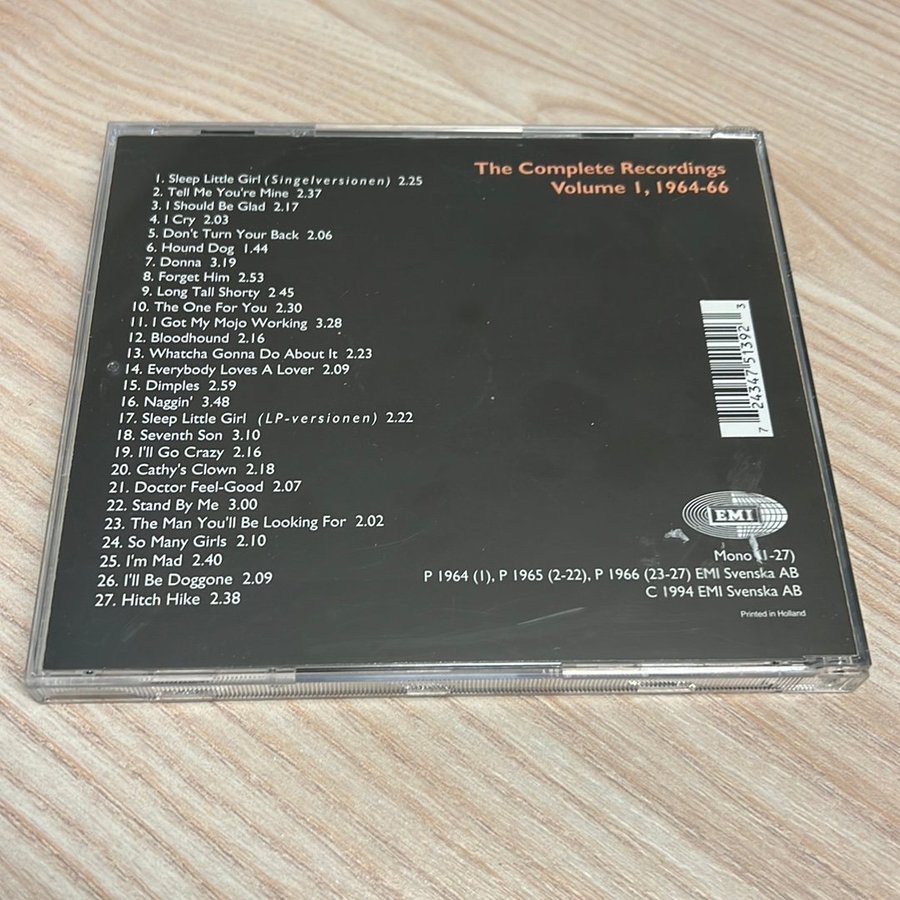 The Complete Recordings
Volume 1, 1964-66
1. Sleep Little Girl (Singelversionen) 2.25
2. Tell Me You're Mine 2.37
3. I Should Be Glad 2.17
4. I Cry 2.03
5. Don't Turn Your Back 2.06
6. Hound Dog 1.44
7. Donna 3.19
8. Forget Him 2.53
9. Long Tall Shorty 2.45
10. The One For You 2.30
11. I Got My Mojo Working 3.28
12. Bloodhound 2.16
13. Whatcha Gonna Do About It 2.23
14. Everybody Loves A Lover 2.09
15. Dimples 2.59
16. Naggin' 3.48
17. Sleep Little Girl (LP-versionen) 2.22
18. Seventh Son 3.10
19. I'll Go Crazy 2.16
20. Cathy's Clown 2.18
21. Doctor Feel-Good 2.07
22. Stand By Me 3.00
23. The Man You'll Be Looking For 2.02
24. So Many Girls 2.10
25. I'm Mad 2.40
26. I'll Be Doggone 2.09
27. Hitch Hike 2.38
7 24347 51392 3
EMI
Mono (1-27)
P 1964 (1), P 1965 (2-22), P 1966 (23-27) EMI Svenska AB
C 1994 EMI Svenska AB
Printed in Holland